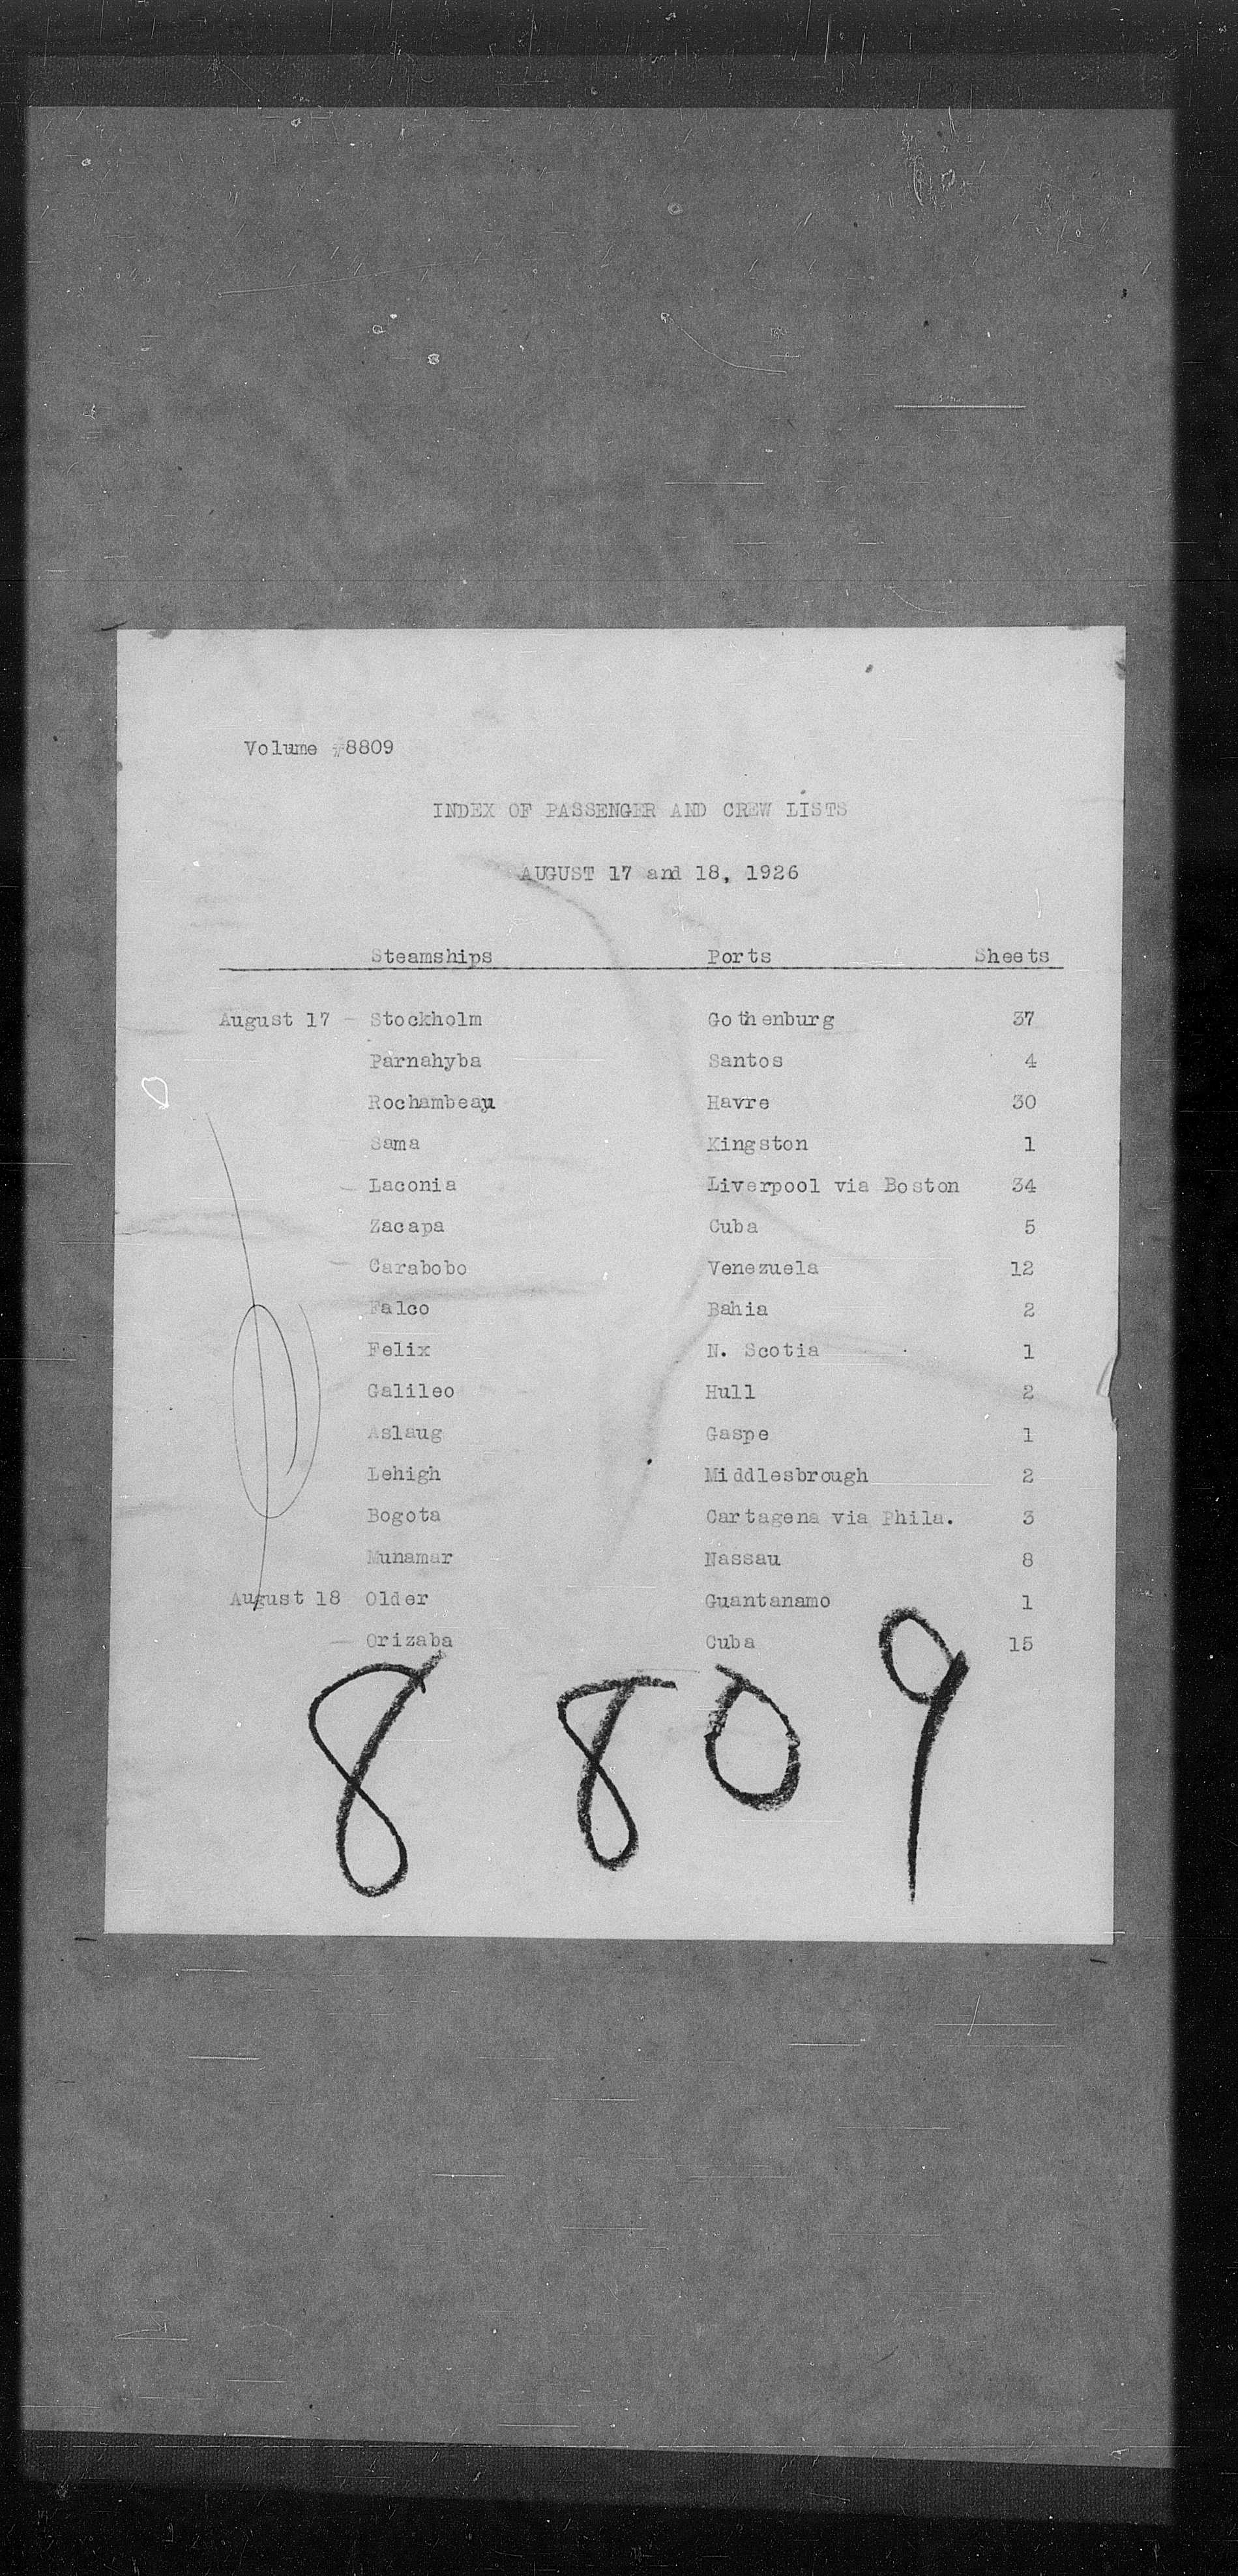 Volume #8809
INDEX OF PASSENGER AND CREW LISTS
AUGUST 17 and 18, 1926
Steamships Ports Sheets
August 17 - Stockholm Gothenburg 37
Parnahyba Santos 4
Rochambeau Havre 30
Sama Kingston 1
Laconia Liverpool via Boston 34
Zacapa Cuba 5
Carabobo Venezuela 12
Falco Bahia 2
Felix N. Scotia 1
Galileo Hull 2
Aslaug Gaspe 1
Lehigh Middlesbrough 2
Bogota Cartagena via Phila. 3
Munamar Nassau 8
August 18 Older Guantanamo 1
Orizaba Cuba 15
8809